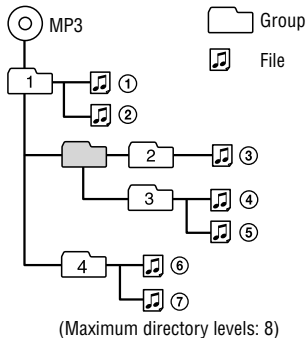 MP3
Group
File
1
①
②
2
③
3
④
⑤
4
⑥
⑦
(Maximum directory levels: 8)